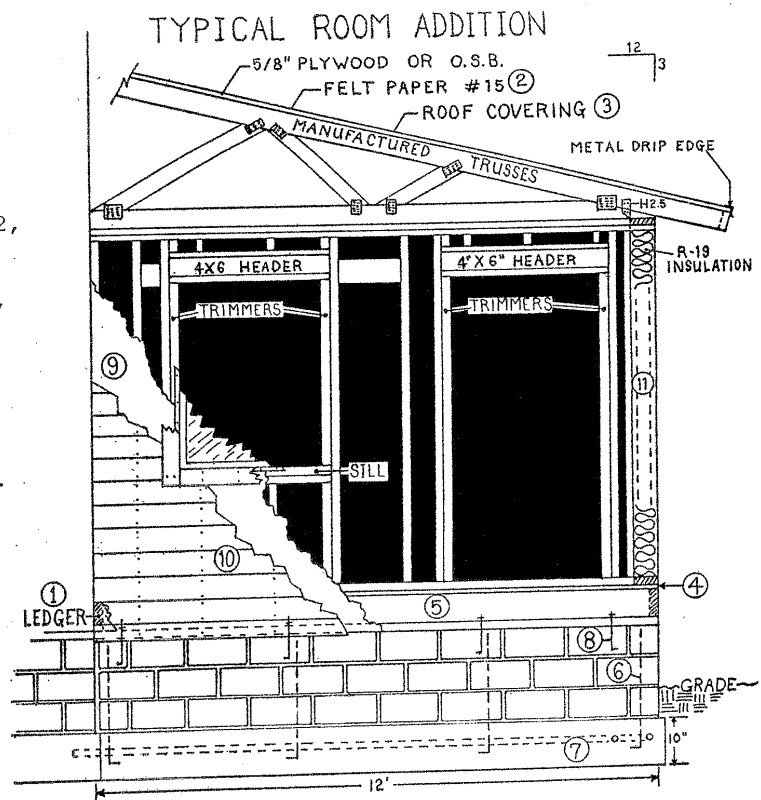 TYPICAL ROOM ADDITION
12
3
5/8" PLYWOOD OR O.S.B.
FELT PAPER #15 ②
ROOF COVERING ③
MANUFACTURED TRUSSES
METAL DRIP EDGE
H2.5
2,
R-19
INSULATION
4X6 HEADER
4"X6" HEADER
TRIMMERS
TRIMMERS
⑨
⑪
SILL
⑩
①
LEDGER
④
⑤
⑧
⑥
GRADE
⑦
10"
12'